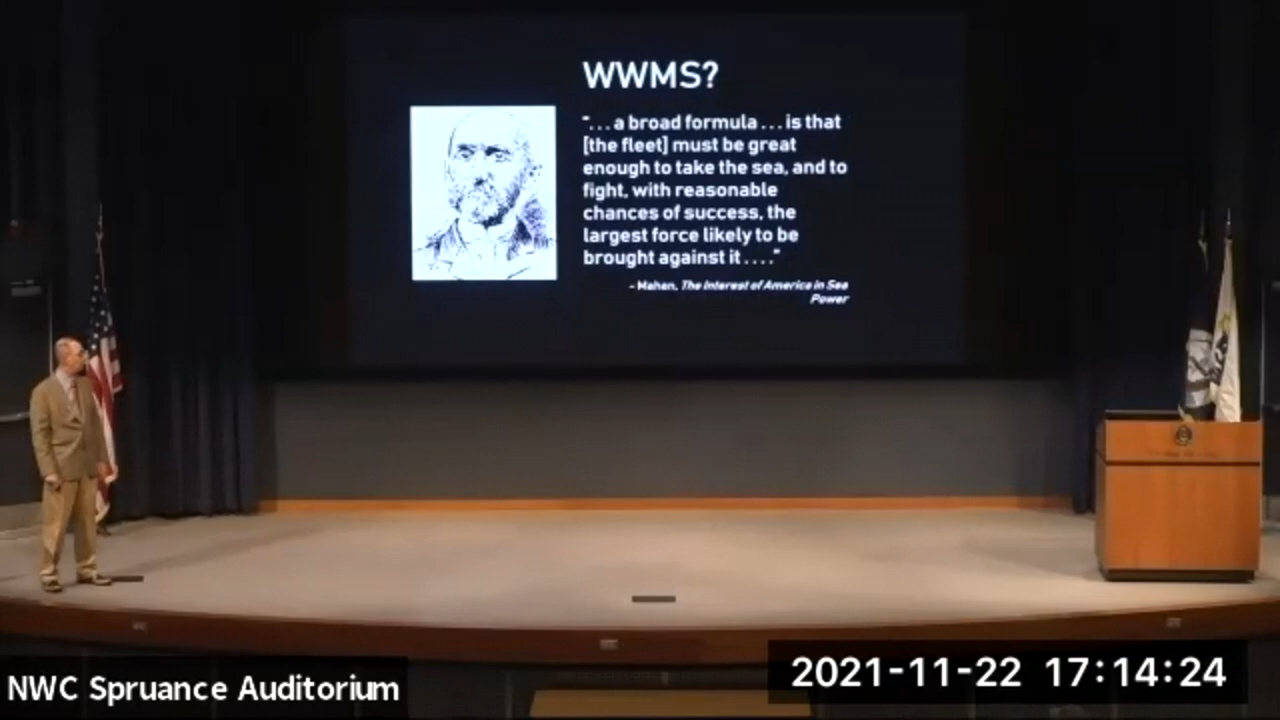 WWMS?
"... a broad formula ... is that
[the fleet] must be great
enough to take the sea, and to
fight, with reasonable
chances of success, the
largest force likely to be
brought against it ...."
- Mahan, The Interest of America in Sea
Power
NWC Spruance Auditorium
2021-11-22 17:14:24